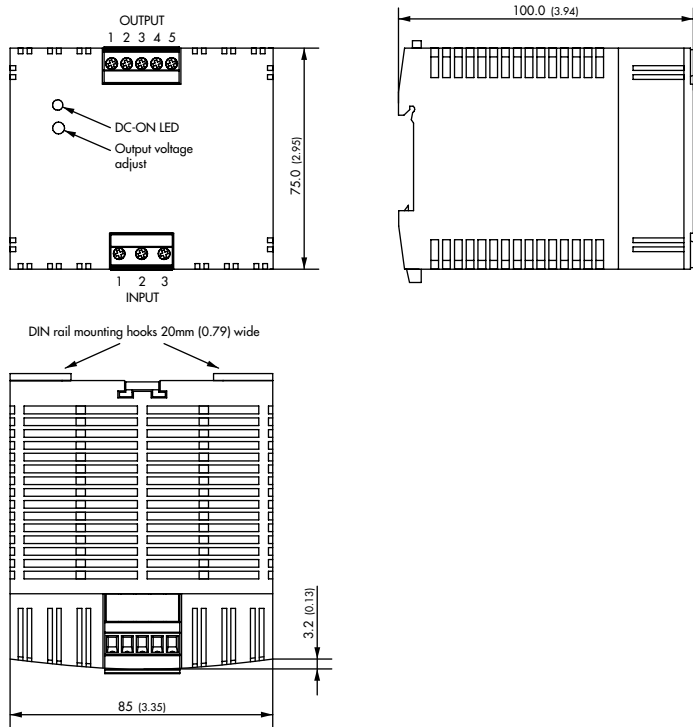 OUTPUT
1 2 3 4 5
DC-ON LED
Output voltage
adjust
75.0 (2.95)
1 2 3
INPUT
100.0 (3.94)
DIN rail mounting hooks 20mm (0.79) wide
3.2 (0.13)
85 (3.35)